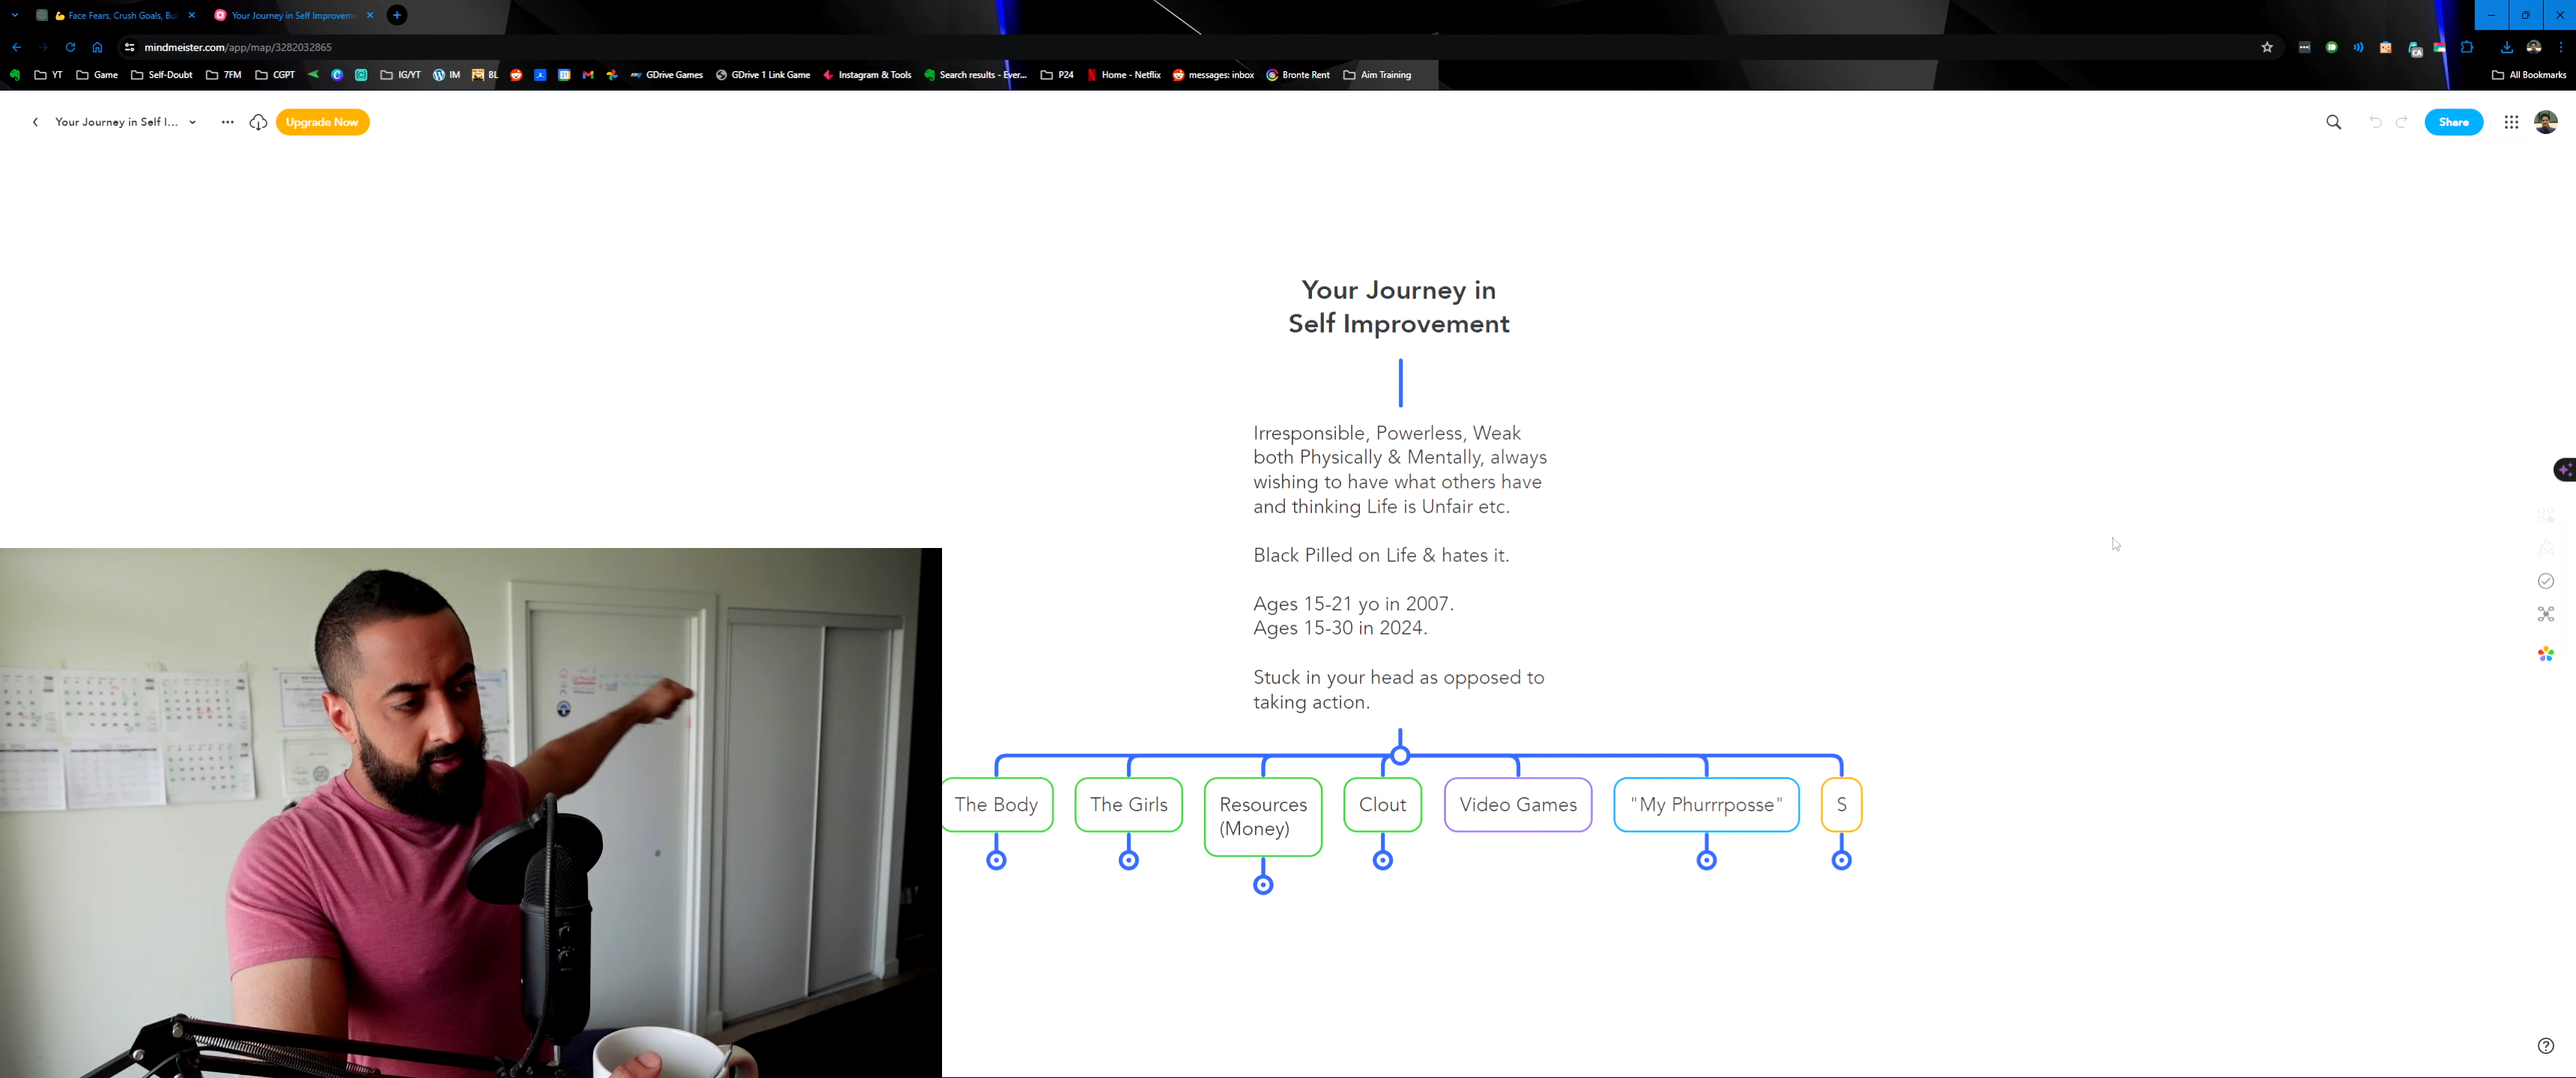 💪 Face Fears, Crush Goals, Bu
Your Journey in Self Improveme
mindmeister.com/app/map/3282032865
YT
Game
Self-Doubt
7FM
CGPT
IG/YT
IM
BL
GDrive Games
GDrive 1 Link Game
Instagram & Tools
Search results - Ever...
P24
Home - Netflix
messages: inbox
Bronte Rent
Aim Training
All Bookmarks
Your Journey in Self I...
Upgrade Now
Share
Your Journey in
Self Improvement
Irresponsible, Powerless, Weak
both Physically & Mentally, always
wishing to have what others have
and thinking Life is Unfair etc.
Black Pilled on Life & hates it.
Ages 15-21 yo in 2007.
Ages 15-30 in 2024.
Stuck in your head as opposed to
taking action.
The Body
The Girls
Resources
(Money)
Clout
Video Games
"My Phurrrposse"
S